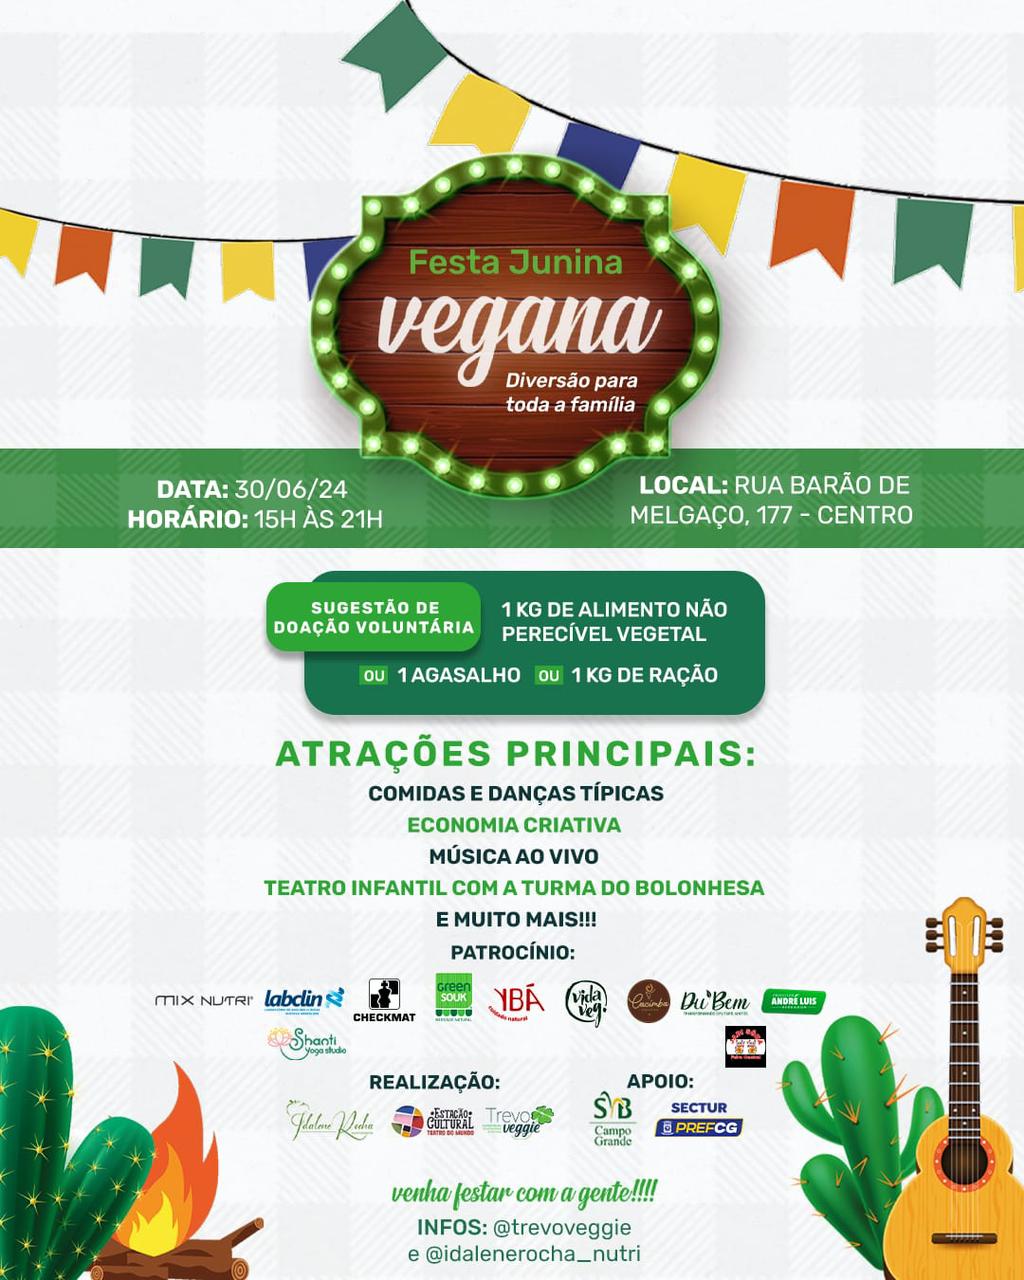 Festa Junina
vegana
Diversão para
toda a família
DATA: 30/06/24
HORÁRIO: 15H ÀS 21H
LOCAL: RUA BARÃO DE
MELGAÇO, 177 - CENTRO
SUGESTÃO DE
DOAÇÃO VOLUNTÁRIA
1 KG DE ALIMENTO NÃO
PERECÍVEL VEGETAL
OU 1 AGASALHO OU 1 KG DE RAÇÃO
ATRAÇÕES PRINCIPAIS:
COMIDAS E DANÇAS TÍPICAS
ECONOMIA CRIATIVA
MÚSICA AO VIVO
TEATRO INFANTIL COM A TURMA DO BOLONHESA
E MUITO MAIS!!!
PATROCÍNIO:
MIX NUTRI
labclin
CHECKMAT
GREEN
SOUK
YBÁ
cuidado natural
vida
veg.
Cacimba
Du'Bem
ANDRÉ LUIS
Shanti
Yoga studio
REALIZAÇÃO:
Idalene Rocha
ESTAÇÃO
CULTURAL
TEATRO DO MUNDO
Trevo
veggie
APOIO:
SVB
Campo
Grande
SECTUR
PREFCG
venha festar com a gente!!!!
INFOS: @trevoveggie
e @idalenerocha_nutri